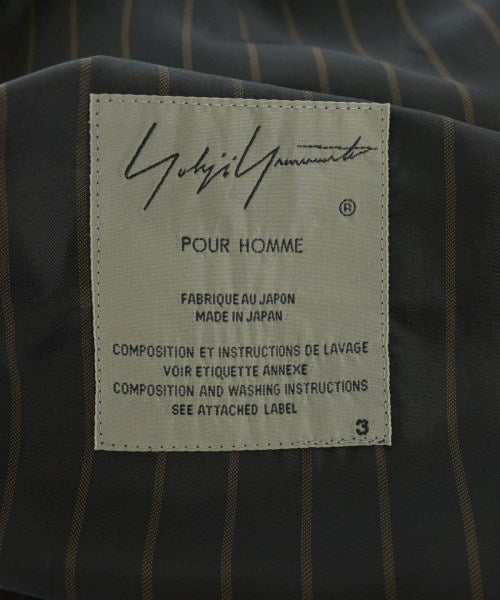 Yohji Yamamoto
®
POUR HOMME
FABRIQUE AU JAPON
MADE IN JAPAN
COMPOSITION ET INSTRUCTIONS DE LAVAGE
VOIR ETIQUETTE ANNEXE
COMPOSITION AND WASHING INSTRUCTIONS
SEE ATTACHED LABEL
3